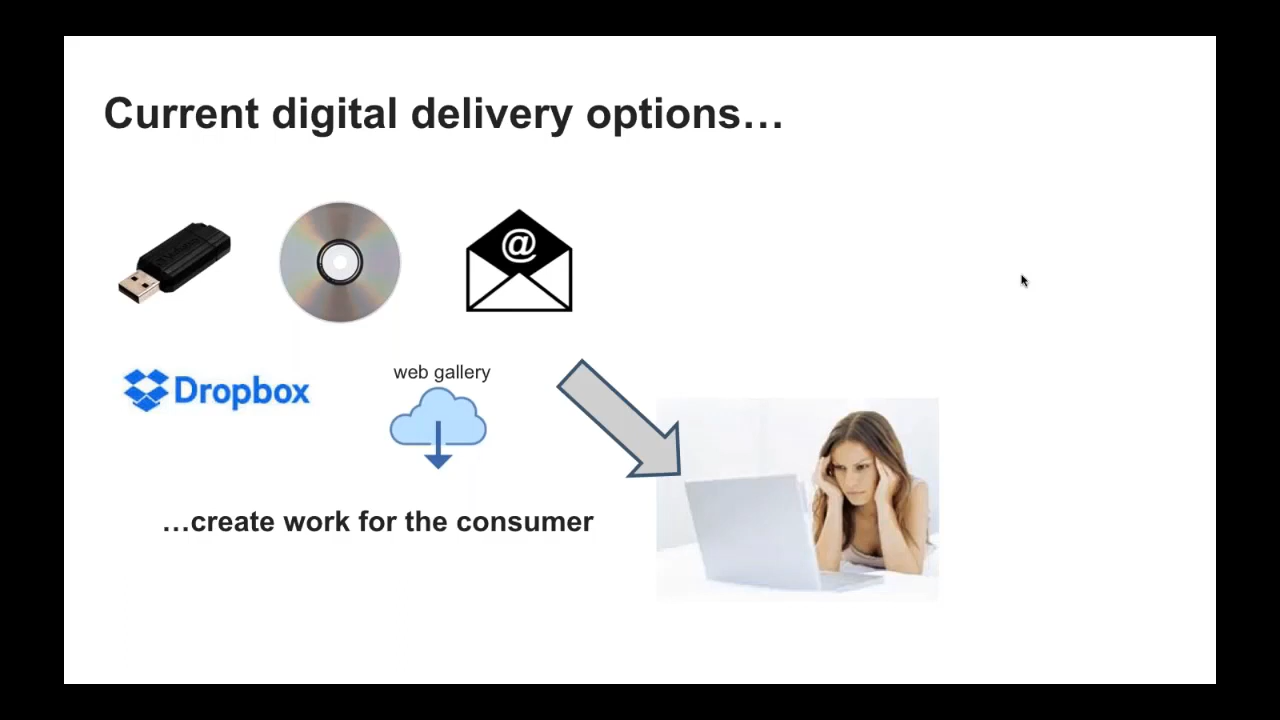 Current digital delivery options…
@
Dropbox
web gallery
…create work for the consumer